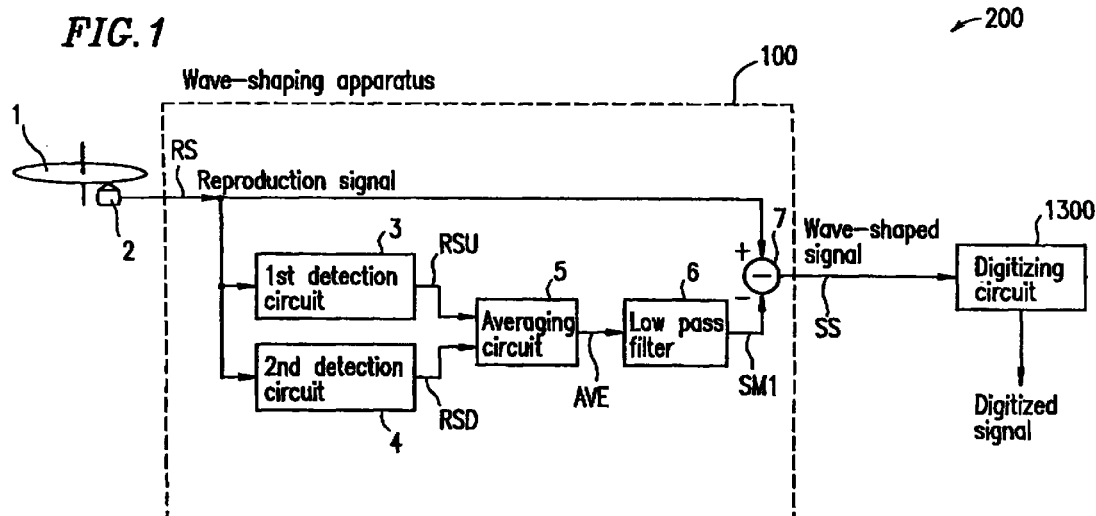 FIG. 1
200
Wave-shaping apparatus
100
1
RS
Reproduction signal
2
3
RSU
1st detection
circuit
2nd detection
circuit
4
RSD
5
Averaging
circuit
AVE
6
Low pass
filter
SM1
7
+
−
-
Wave-shaped
signal
SS
1300
Digitizing
circuit
Digitized
signal